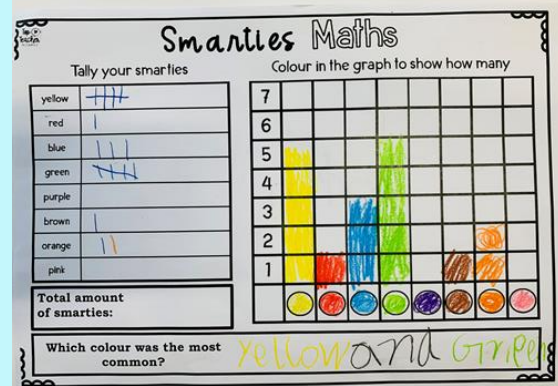 Smarties Maths
Tally your smarties
Colour in the graph to show how many
yellow
red
blue
green
purple
brown
orange
pink
7
6
5
4
3
2
1
Total amount
of smarties:
Which colour was the most
common?
yellow and Green